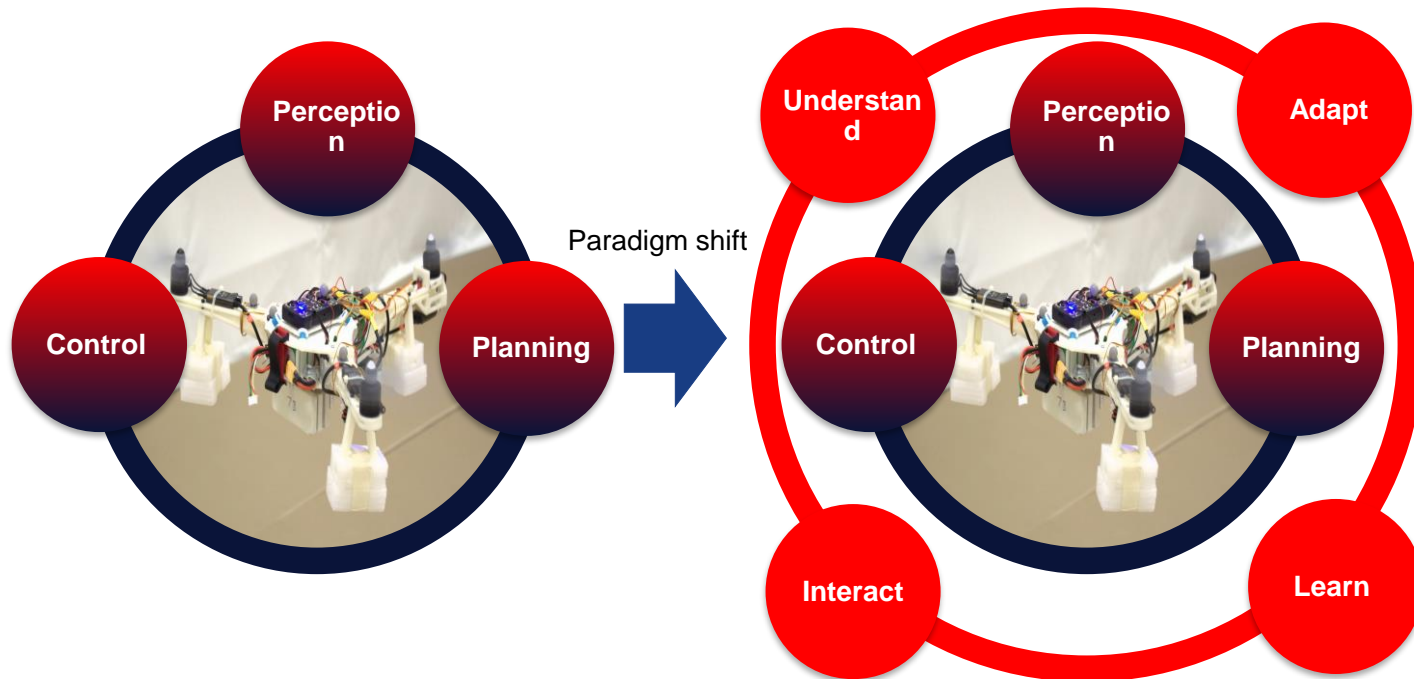 Perceptio
n
Control
Planning
Paradigm shift
Understan
d
Perceptio
n
Adapt
Control
Planning
Interact
Learn